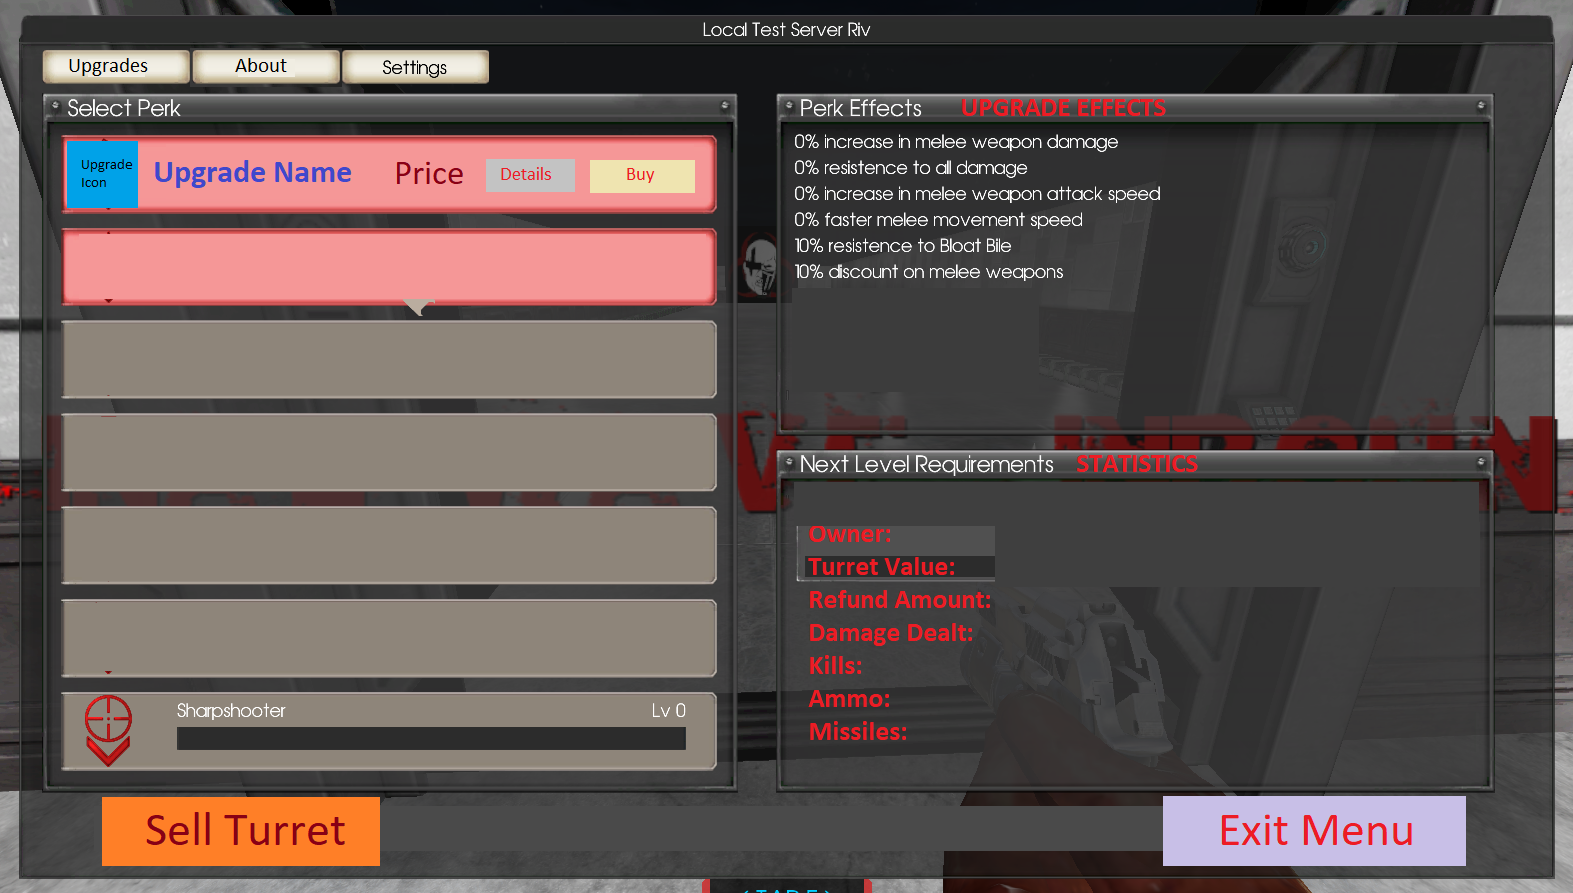 Local Test Server Riv
Upgrades
About
Settings
Select Perk
Upgrade
Icon
Upgrade Name
Price
Details
Buy
Sharpshooter
Lv 0
Perk Effects
UPGRADE EFFECTS
0% increase in melee weapon damage
0% resistence to all damage
0% increase in melee weapon attack speed
0% faster melee movement speed
10% resistence to Bloat Bile
10% discount on melee weapons
Next Level Requirements
STATISTICS
Owner:
Turret Value:
Refund Amount:
Damage Dealt:
Kills:
Ammo:
Missiles:
Sell Turret
Exit Menu